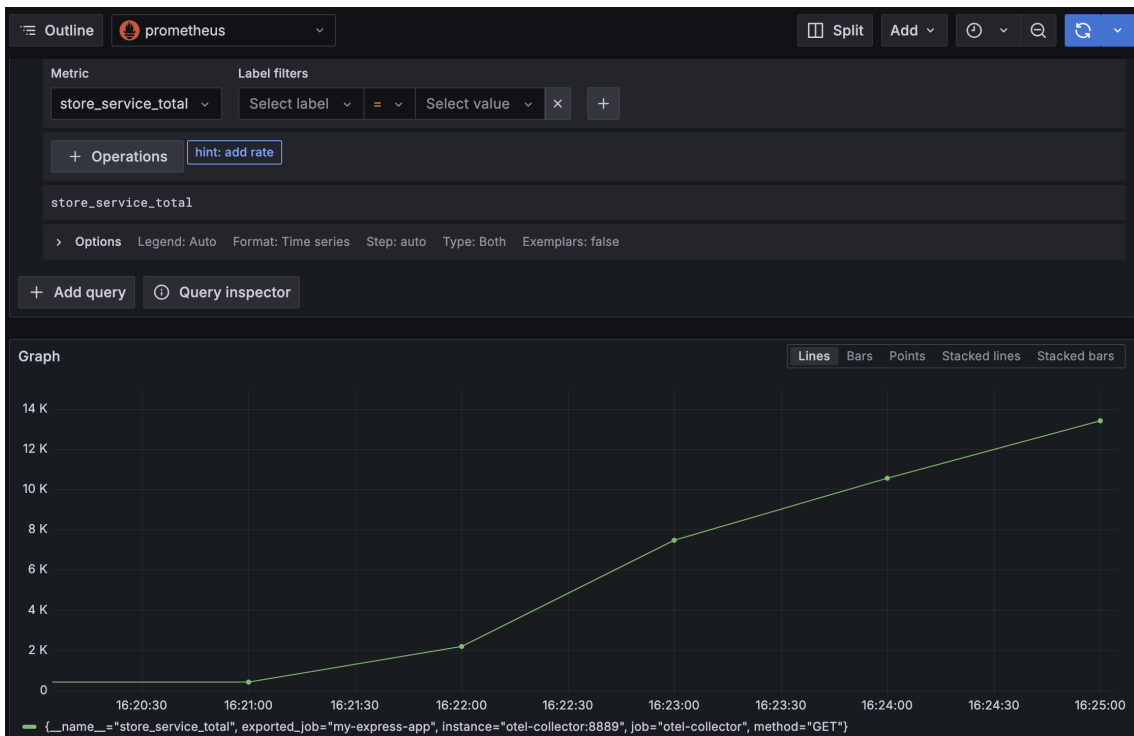 Outline
prometheus
Split
Add
Metric
Label filters
store_service_total
Select label
=
Select value
+
+ Operations
hint: add rate
store_service_total
Options Legend: Auto Format: Time series Step: auto Type: Both Exemplars: false
+ Add query
Query inspector
Graph
Lines Bars Points Stacked lines Stacked bars
14 K
12 K
10 K
8 K
6 K
4 K
2 K
0
16:20:30 16:21:00 16:21:30 16:22:00 16:22:30 16:23:00 16:23:30 16:24:00 16:24:30 16:25:00
{__name__="store_service_total", exported_job="my-express-app", instance="otel-collector:8889", job="otel-collector", method="GET"}